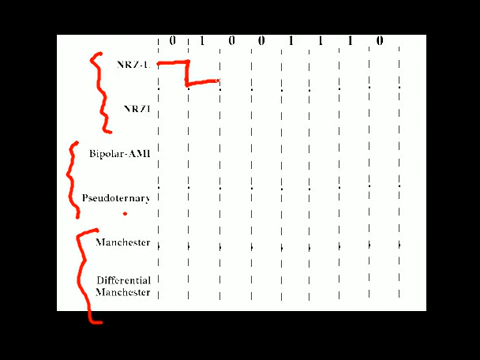 0 1 0 0 1 1 1 0
NRZ-L
NRZI
Bipolar-AMI
Pseudoternary
Manchester
Differential
Manchester